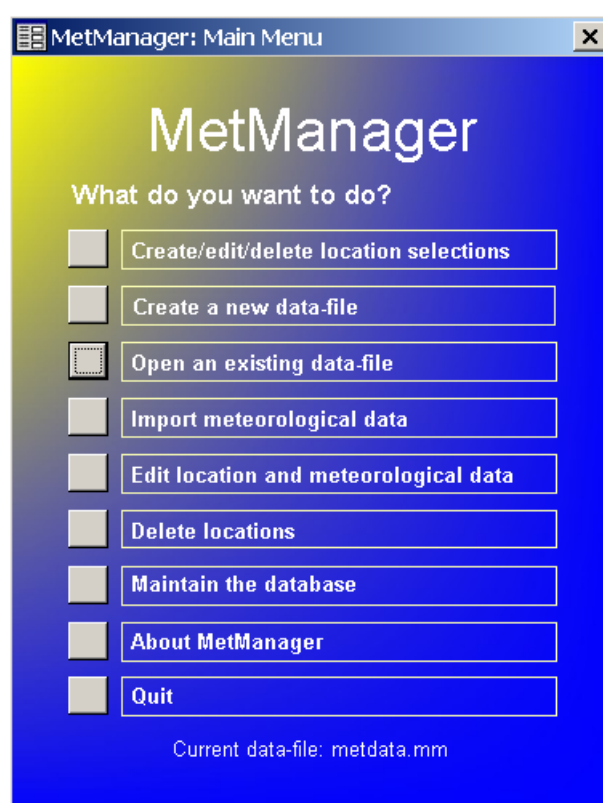 MetManager: Main Menu
MetManager
What do you want to do?
Create/edit/delete location selections
Create a new data-file
Open an existing data-file
Import meteorological data
Edit location and meteorological data
Delete locations
Maintain the database
About MetManager
Quit
Current data-file: metdata.mm